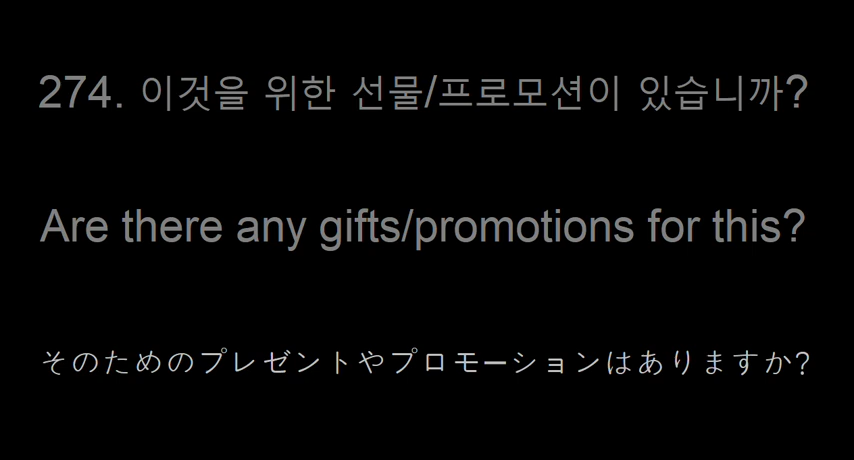 274. 이것을 위한 선물/프로모션이 있습니까?
Are there any gifts/promotions for this?
そのためのプレゼントやプロモーションはありますか?